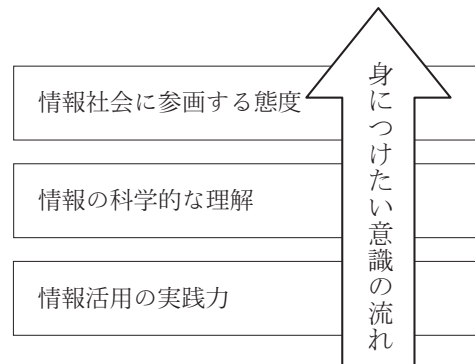 情報社会に参画する態度
情報の科学的な理解
情報活用の実践力
身につけたい意識の流れ